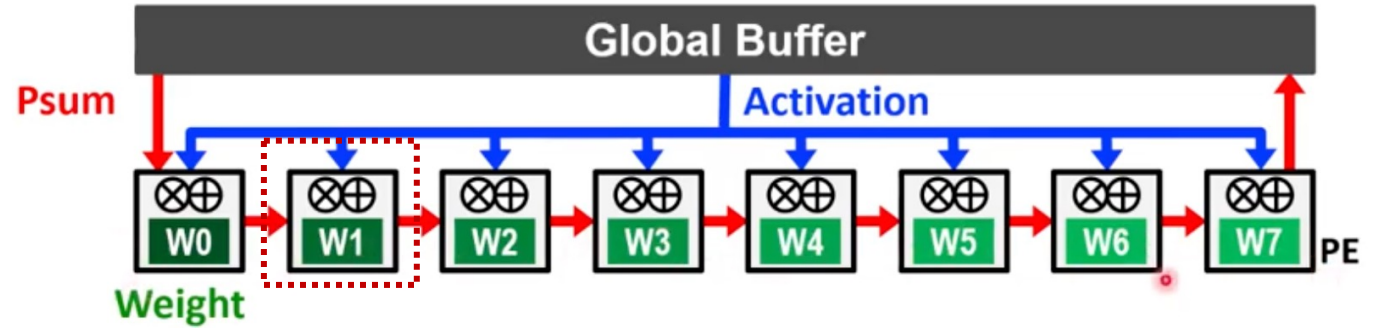 Global Buffer
Psum
Activation
W0 W1 W2 W3 W4 W5 W6 W7
PE
Weight